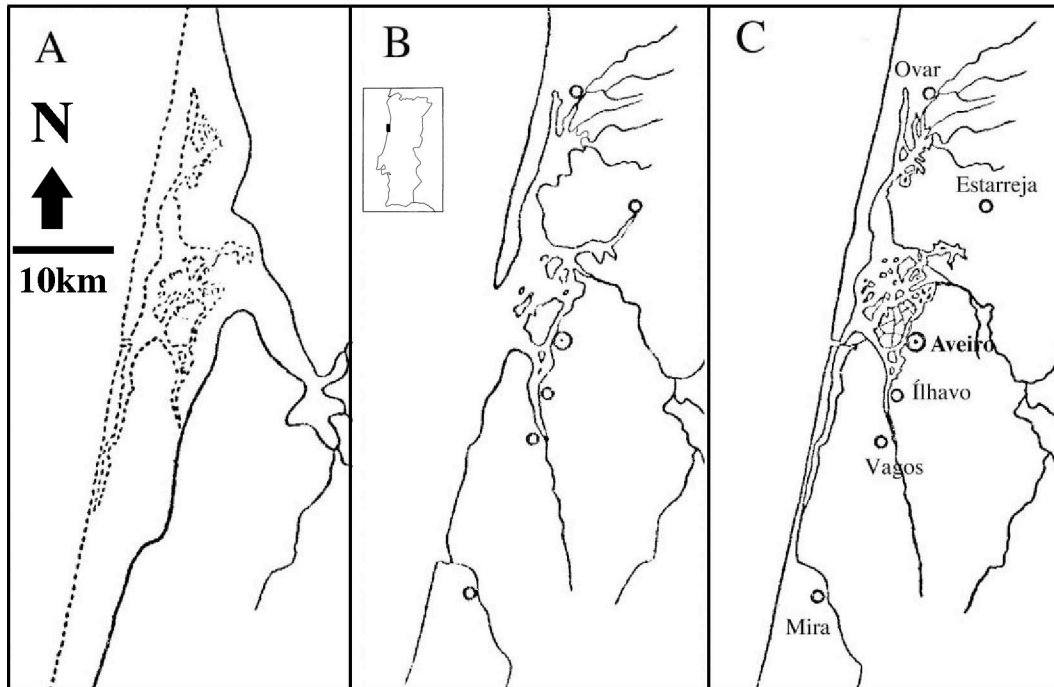 A
N
10km
B
C
Ovar
Estarreja
Aveiro
Ílhavo
Vagos
Mira